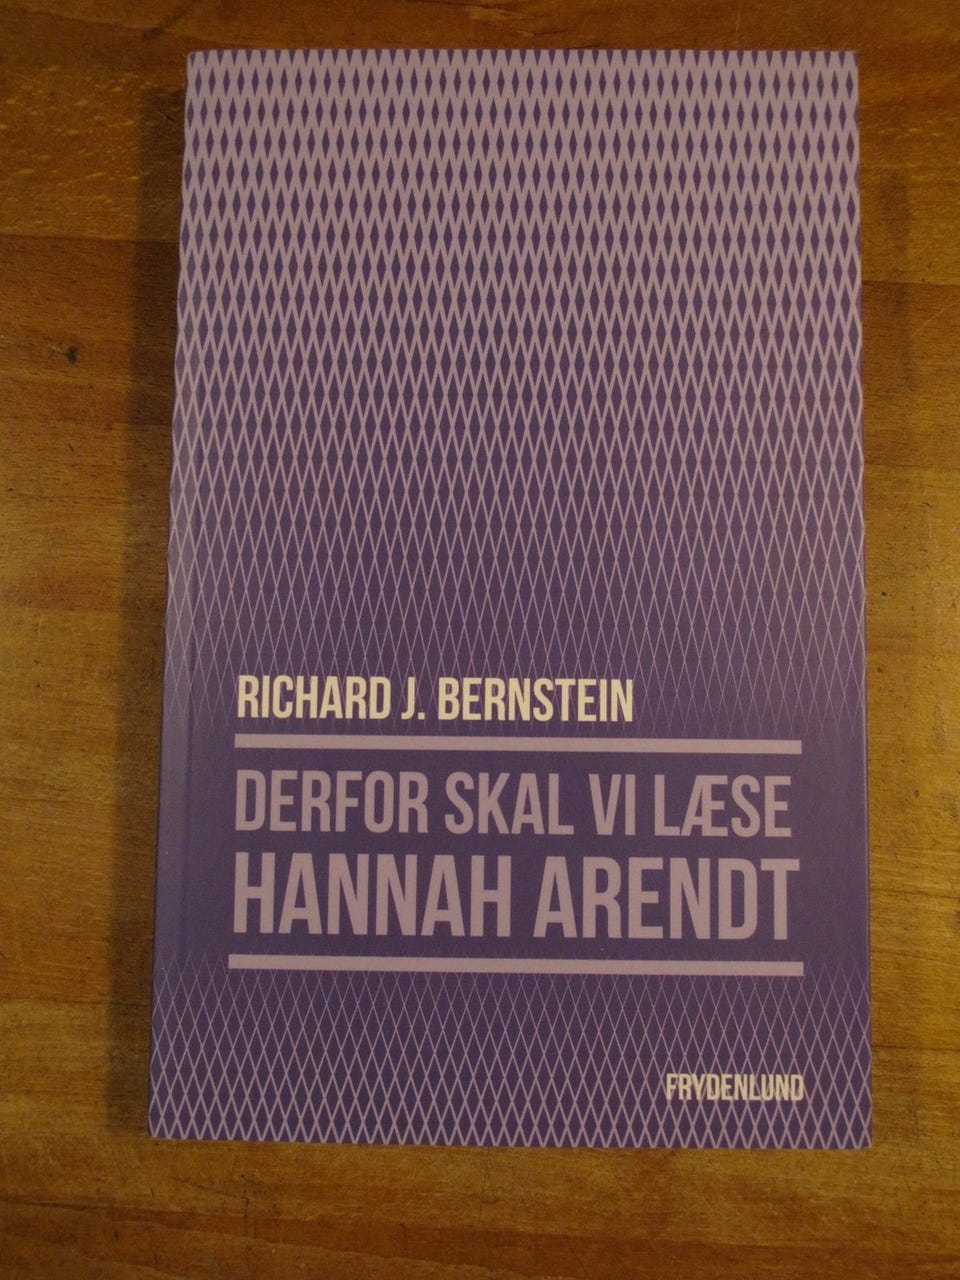 RICHARD J. BERNSTEIN
DERFOR SKAL VI LÆSE
HANNAH ARENDT
FRYDENLUND